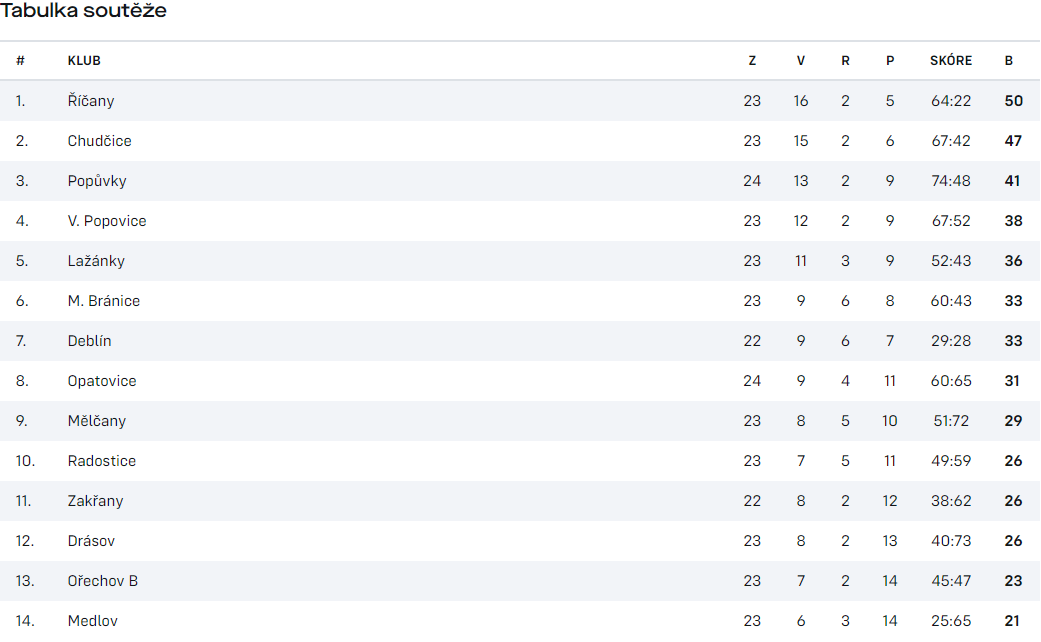 Tabulka soutěže
# KLUB Z V R P SKÓRE B
1. Říčany 23 16 2 5 64:22 50
2. Chudčice 23 15 2 6 67:42 47
3. Popůvky 24 13 2 9 74:48 41
4. V. Popovice 23 12 2 9 67:52 38
5. Lažánky 23 11 3 9 52:43 36
6. M. Bránice 23 9 6 8 60:43 33
7. Deblín 22 9 6 7 29:28 33
8. Opatovice 24 9 4 11 60:65 31
9. Mělčany 23 8 5 10 51:72 29
10. Radostice 23 7 5 11 49:59 26
11. Zakřany 22 8 2 12 38:62 26
12. Drásov 23 8 2 13 40:73 26
13. Ořechov B 23 7 2 14 45:47 23
14. Medlov 23 6 3 14 25:65 21